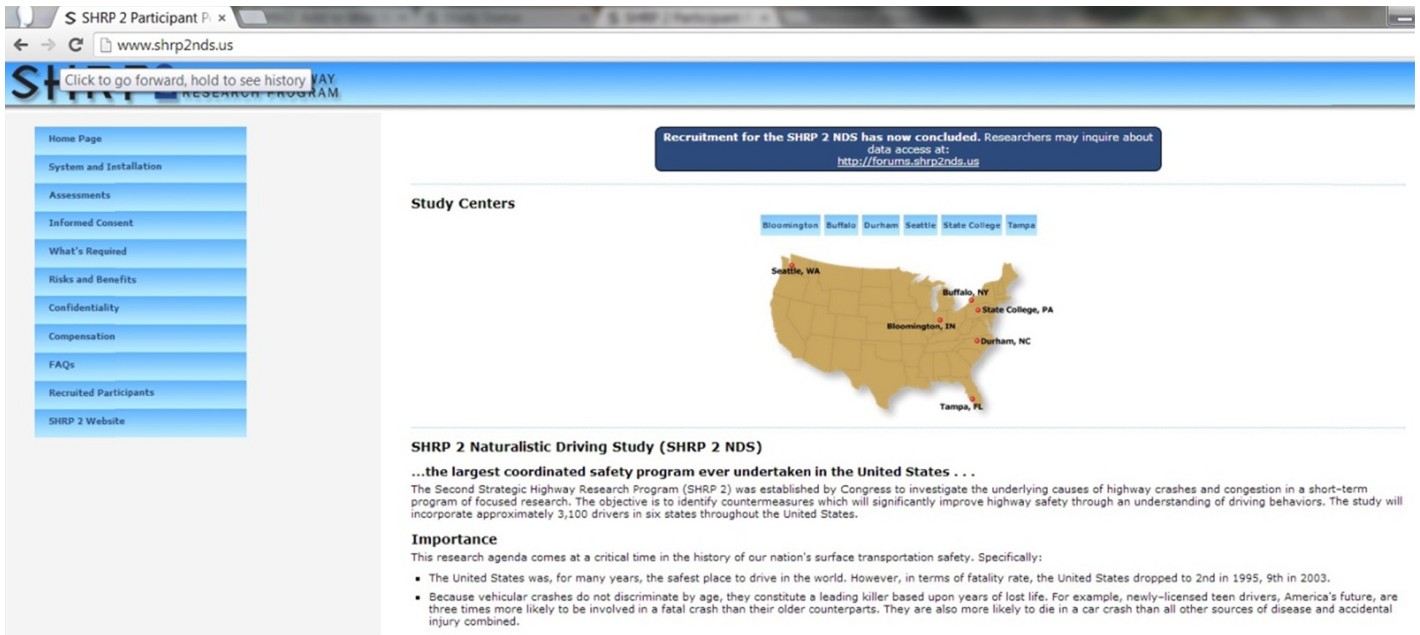 SHRP 2 Participant P
www.shrp2nds.us
Click to go forward, hold to see history
RESEARCH PROGRAM
Home Page
System and Installation
Assessments
Informed Consent
What's Required
Risks and Benefits
Confidentiality
Compensation
FAQs
Recruited Participants
SHRP 2 Website
Recruitment for the SHRP 2 NDS has now concluded. Researchers may inquire about
data access at:
http://forums.shrp2nds.us
Study Centers
Bloomington Buffalo Durham Seattle State College Tampa
Seattle, WA
Buffalo, NY
State College, PA
Bloomington, IN
Durham, NC
Tampa, FL
SHRP 2 Naturalistic Driving Study (SHRP 2 NDS)
...the largest coordinated safety program ever undertaken in the United States . . .
The Second Strategic Highway Research Program (SHRP 2) was established by Congress to investigate the underlying causes of highway crashes and congestion in a short-term
program of focused research. The objective is to identify countermeasures which will significantly improve highway safety through an understanding of driving behaviors. The study will
incorporate approximately 3,100 drivers in six states throughout the United States.
Importance
This research agenda comes at a critical time in the history of our nation's surface transportation safety. Specifically:
▪ The United States was, for many years, the safest place to drive in the world. However, in terms of fatality rate, the United States dropped to 2nd in 1995, 9th in 2003.
▪ Because vehicular crashes do not discriminate by age, they constitute a leading killer based upon years of lost life. For example, newly-licensed teen drivers, America's future, are
three times more likely to be involved in a fatal crash than their older counterparts. They are also more likely to die in a car crash than all other sources of disease and accidental
injury combined.